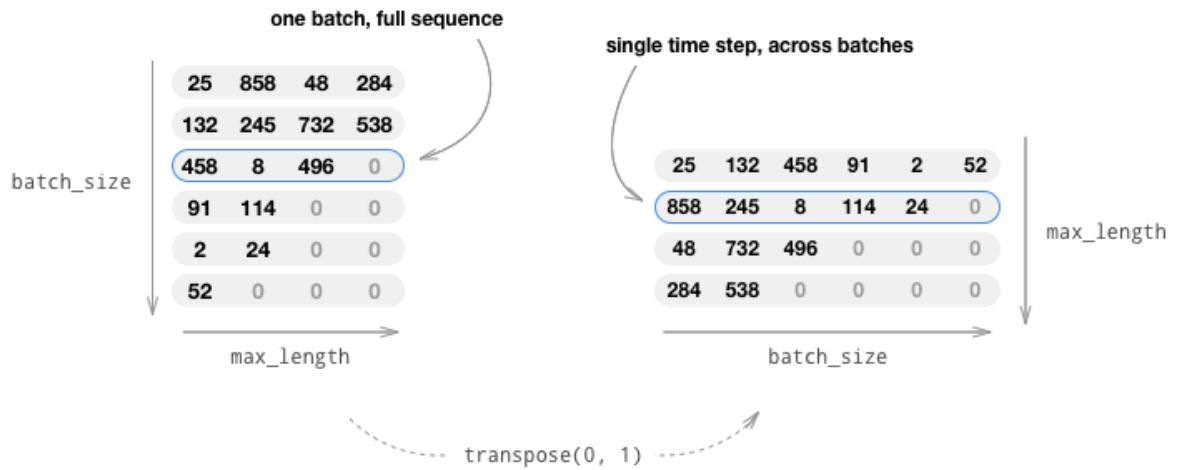 one batch, full sequence
25 858 48 284
132 245 732 538
458 8 496 0
91 114 0 0
2 24 0 0
52 0 0 0
batch_size
max_length
single time step, across batches
25 132 458 91 2 52
858 245 8 114 24 0
48 732 496 0 0 0
284 538 0 0 0 0
max_length
batch_size
transpose(0, 1)